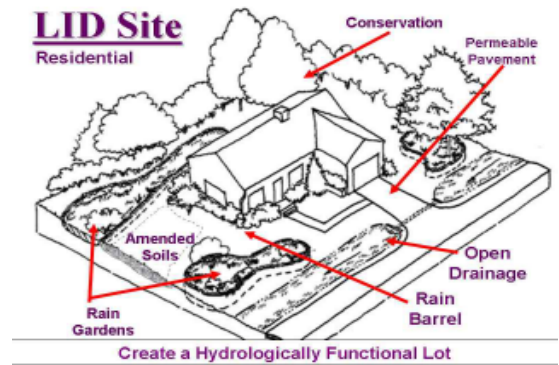 LID Site
Residential
Conservation
Permeable
Pavement
Amended
Soils
Rain
Gardens
Rain
Barrel
Open
Drainage
Create a Hydrologically Functional Lot